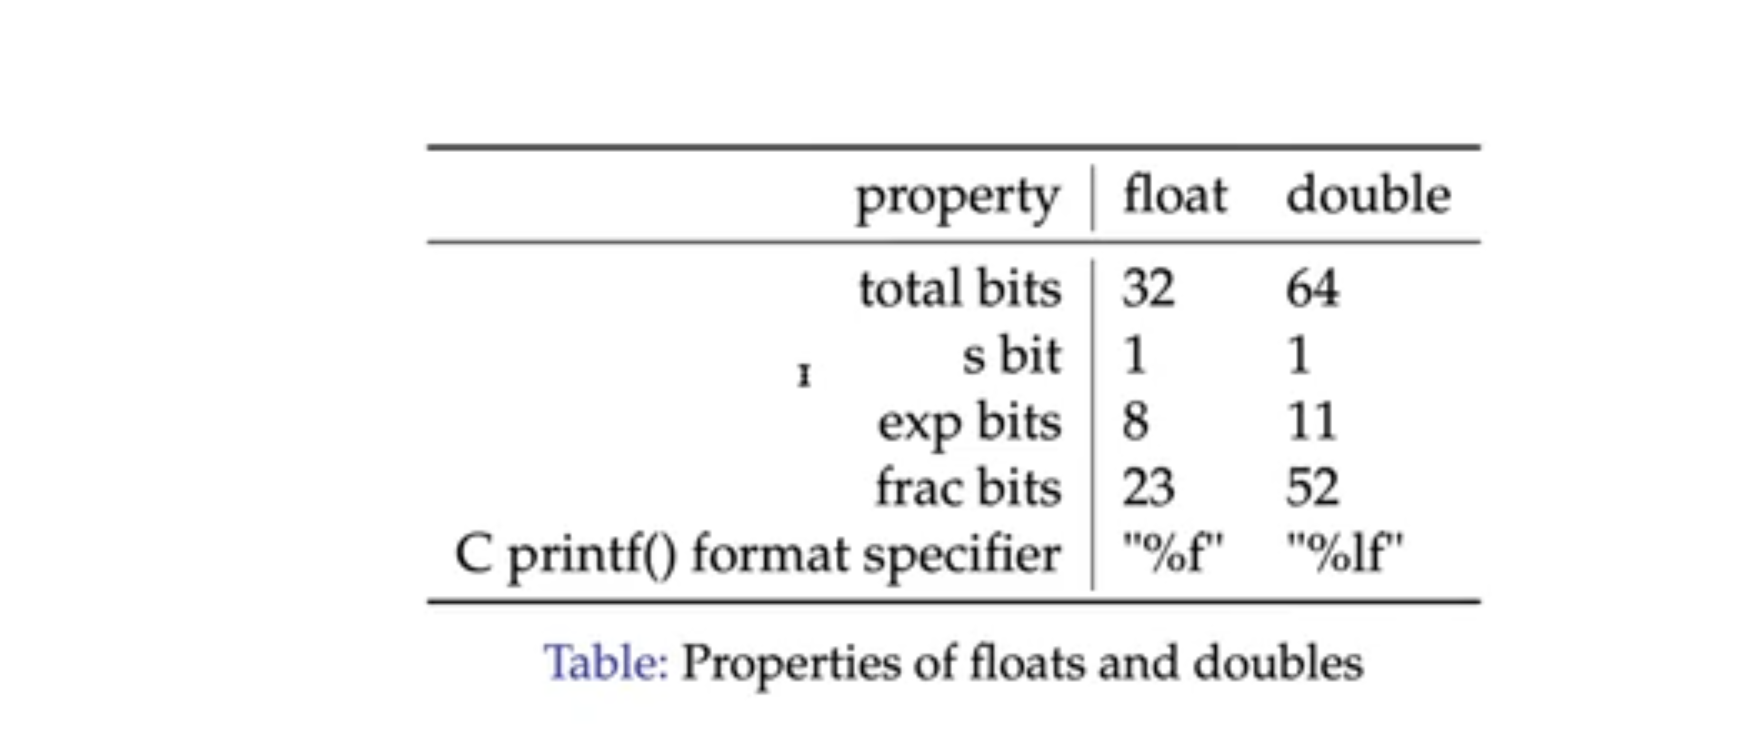 property float double
total bits 32 64
s bit 1 1
exp bits 8 11
frac bits 23 52
C printf() format specifier "%f" "%lf"
Table: Properties of floats and doubles